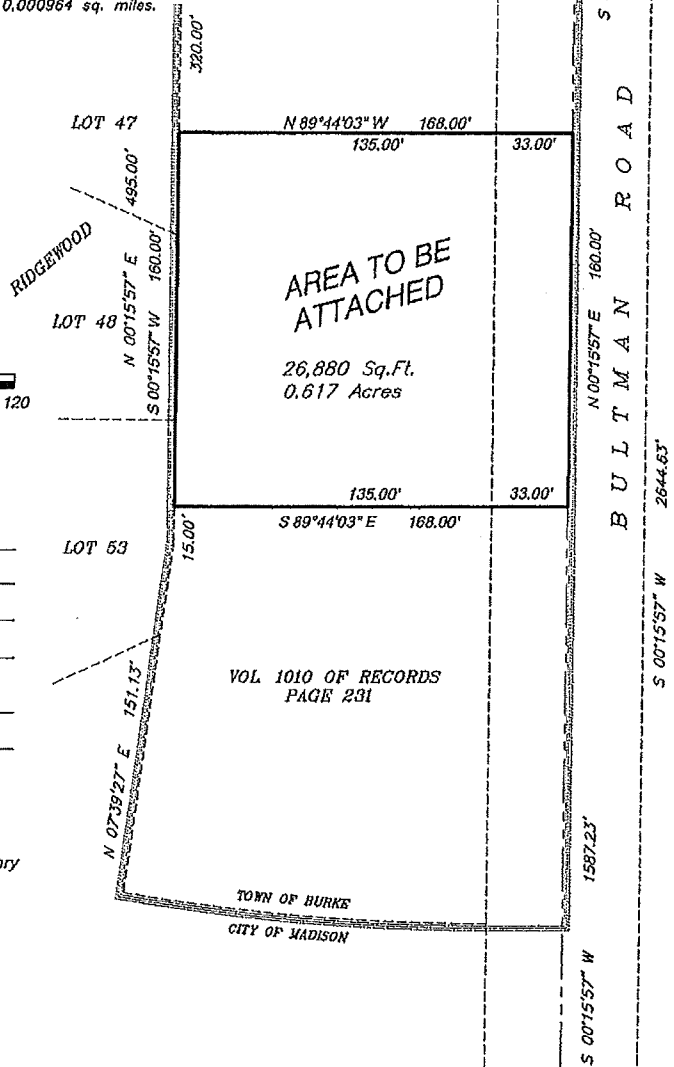 0.000964 sq. miles.
320.00'
S
LOT 47
N 89°44'03" W 168.00'
135.00' 33.00'
495.00'
N 00°15'57" E
RIDGEWOOD
S 00°15'57" W 160.00'
LOT 48
AREA TO BE
ATTACHED
26,880 Sq.Ft.
0.617 Acres
N 00°15'57" E 160.00'
BULTMAN ROAD
120
2644.63'
S 00°15'57" W
135.00' 33.00'
S 89°44'03" E 168.00'
LOT 53
15.00'
VOL 1010 OF RECORDS
PAGE 231
N 07°39'27" E 151.13'
1587.23'
S 00°15'57" W
TOWN OF BURKE
CITY OF MADISON